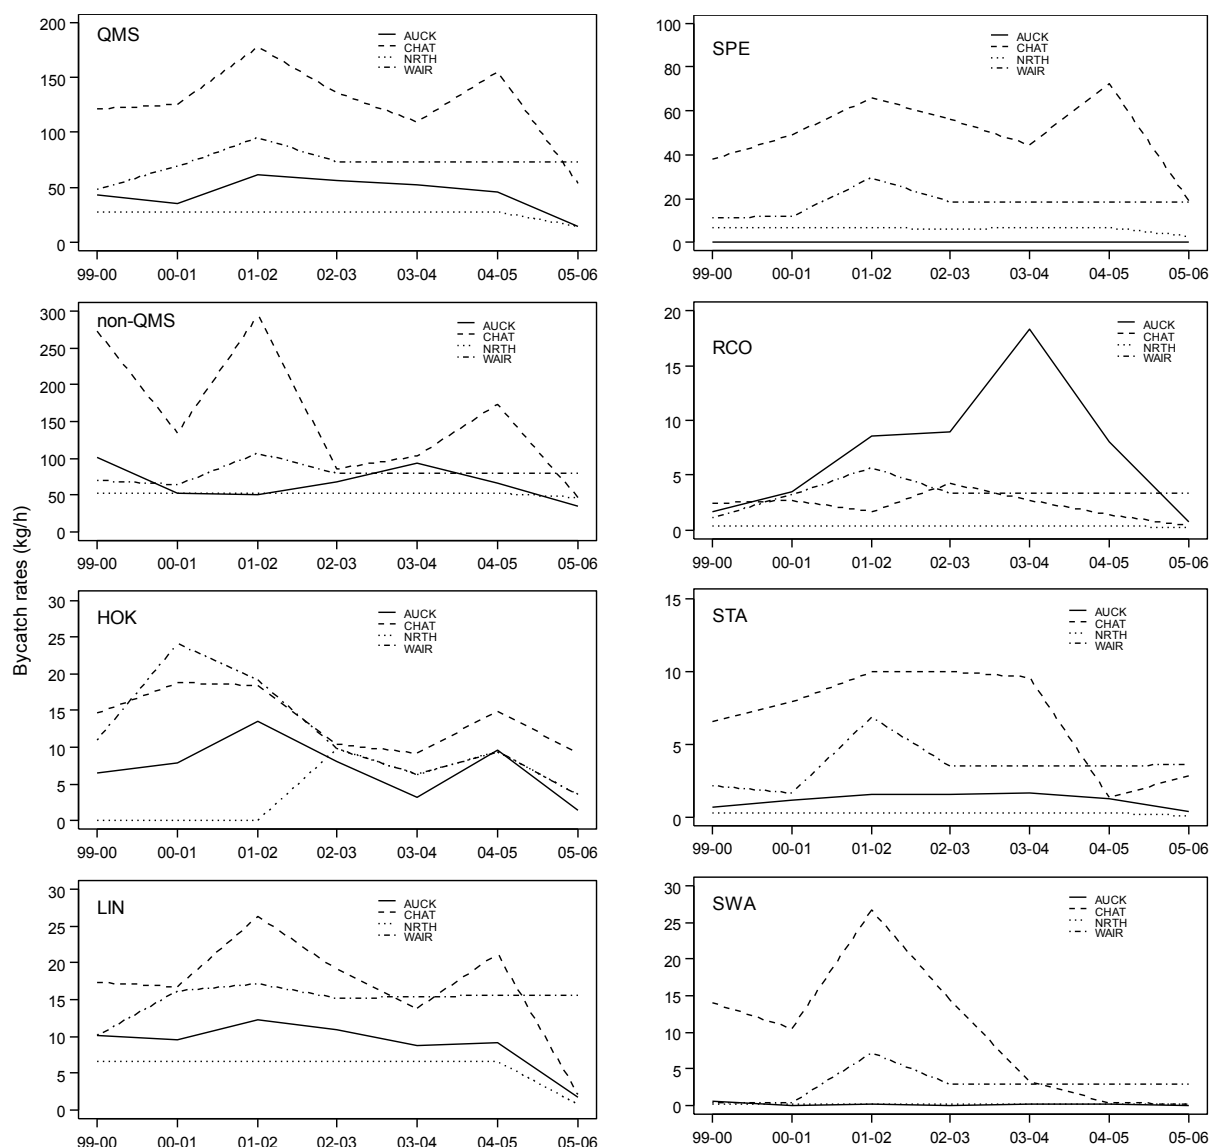 Bycatch rates (kg/h)
QMS
AUCK
CHAT
NRTH
WAIR
200
150
100
50
0
99-00 00-01 01-02 02-03 03-04 04-05 05-06
SPE
AUCK
CHAT
NRTH
WAIR
100
80
60
40
20
0
99-00 00-01 01-02 02-03 03-04 04-05 05-06
non-QMS
AUCK
CHAT
NRTH
WAIR
300
250
200
150
100
50
0
99-00 00-01 01-02 02-03 03-04 04-05 05-06
RCO
AUCK
CHAT
NRTH
WAIR
20
15
10
5
0
99-00 00-01 01-02 02-03 03-04 04-05 05-06
HOK
AUCK
CHAT
NRTH
WAIR
30
25
20
15
10
5
0
99-00 00-01 01-02 02-03 03-04 04-05 05-06
STA
AUCK
CHAT
NRTH
WAIR
15
10
5
0
99-00 00-01 01-02 02-03 03-04 04-05 05-06
LIN
AUCK
CHAT
NRTH
WAIR
30
25
20
15
10
5
0
99-00 00-01 01-02 02-03 03-04 04-05 05-06
SWA
AUCK
CHAT
NRTH
WAIR
30
25
20
15
10
5
0
99-00 00-01 01-02 02-03 03-04 04-05 05-06